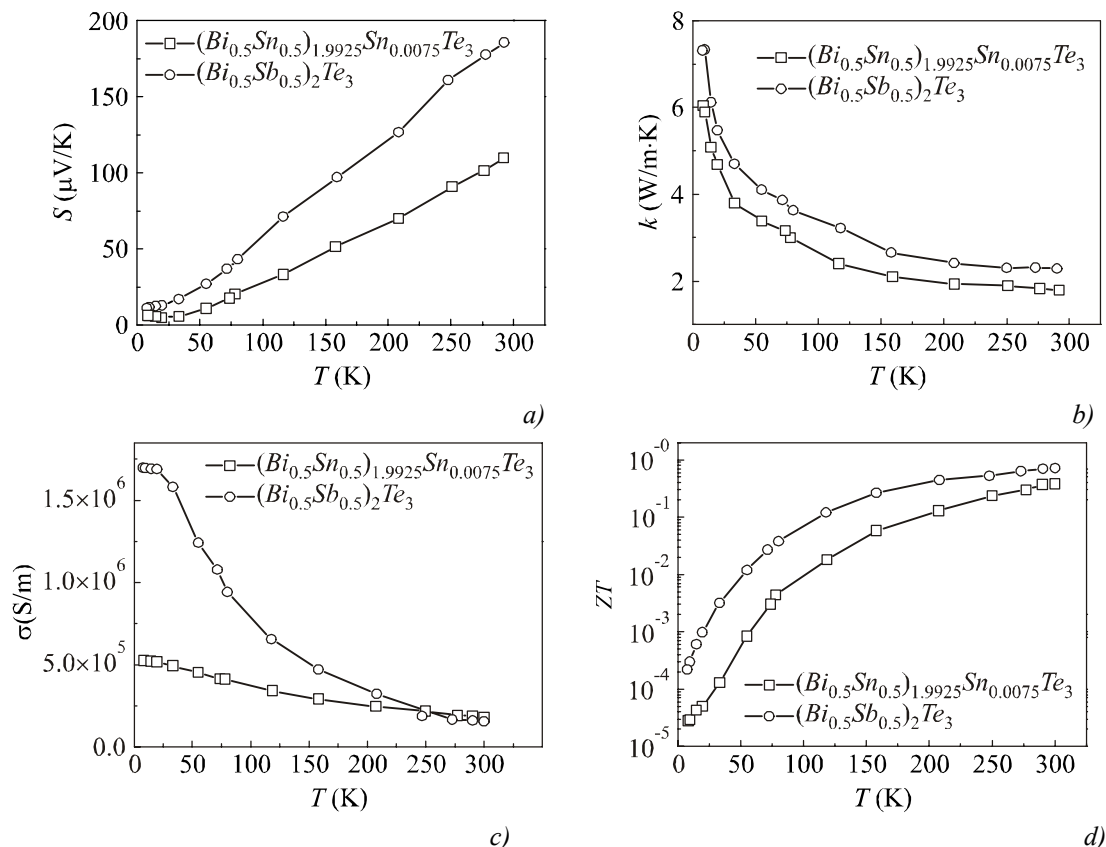 200
150
100
50
0
S (μV/K)
(Bi0.5Sn0.5)1.9925Sn0.0075Te3
(Bi0.5Sb0.5)2Te3
0 50 100 150 200 250 300
T (K)
a)
8
6
4
2
k (W/m·K)
(Bi0.5Sn0.5)1.9925Sn0.0075Te3
(Bi0.5Sb0.5)2Te3
0 50 100 150 200 250 300
T (K)
b)
1.5×10^6
1.0×10^6
5.0×10^5
0.0
σ(S/m)
(Bi0.5Sn0.5)1.9925Sn0.0075Te3
(Bi0.5Sb0.5)2Te3
0 50 100 150 200 250 300
T (K)
c)
10^-0
10^0
10^-1
10^-2
10^-3
10^-4
10^-5
ZT
(Bi0.5Sn0.5)1.9925Sn0.0075Te3
(Bi0.5Sb0.5)2Te3
0 50 100 150 200 250 300
T (K)
d)